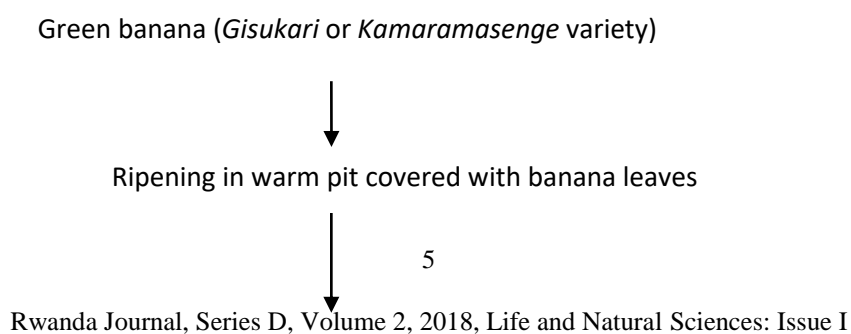 Green banana (Gisukari or Kamaramasenge variety)
Ripening in warm pit covered with banana leaves
5
Rwanda Journal, Series D, Volume 2, 2018, Life and Natural Sciences: Issue I